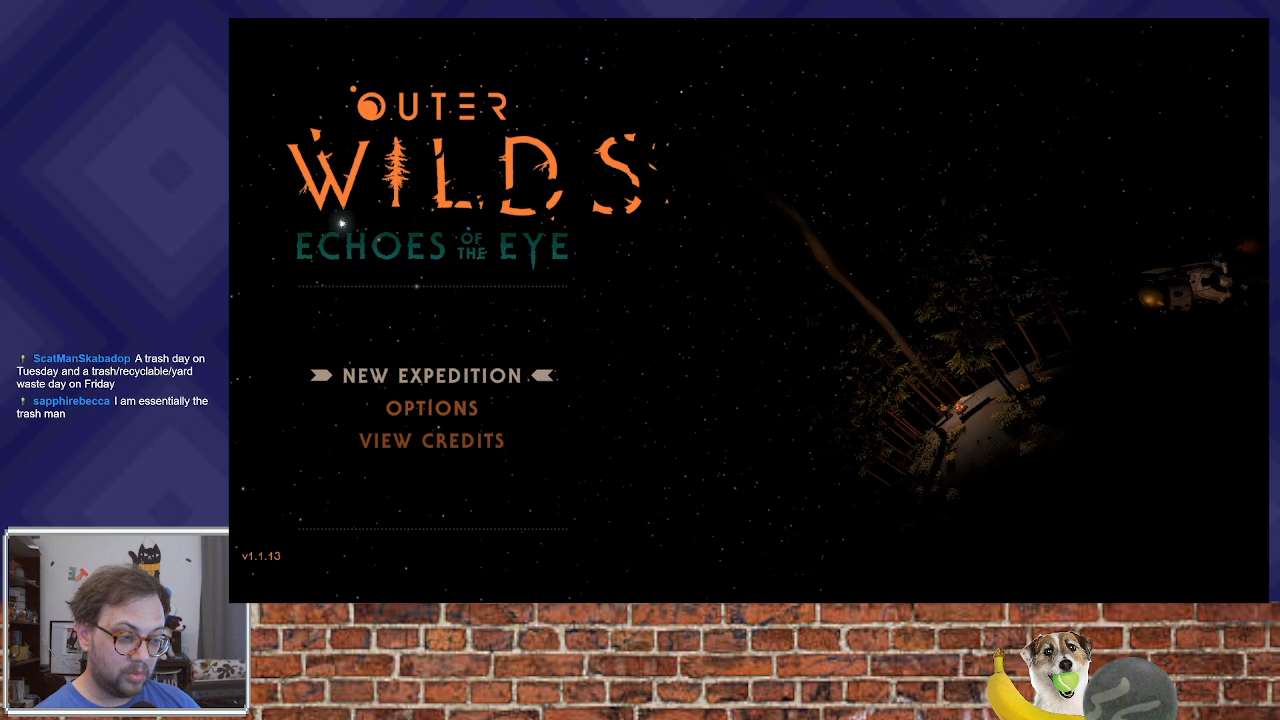 OUTER
WILDS
ECHOES OF THE EYE
NEW EXPEDITION
OPTIONS
VIEW CREDITS
v1.1.13
ScatManSkabadop A trash day on
Tuesday and a trash/recyclable/yard
waste day on Friday
sapphirebecca I am essentially the
trash man